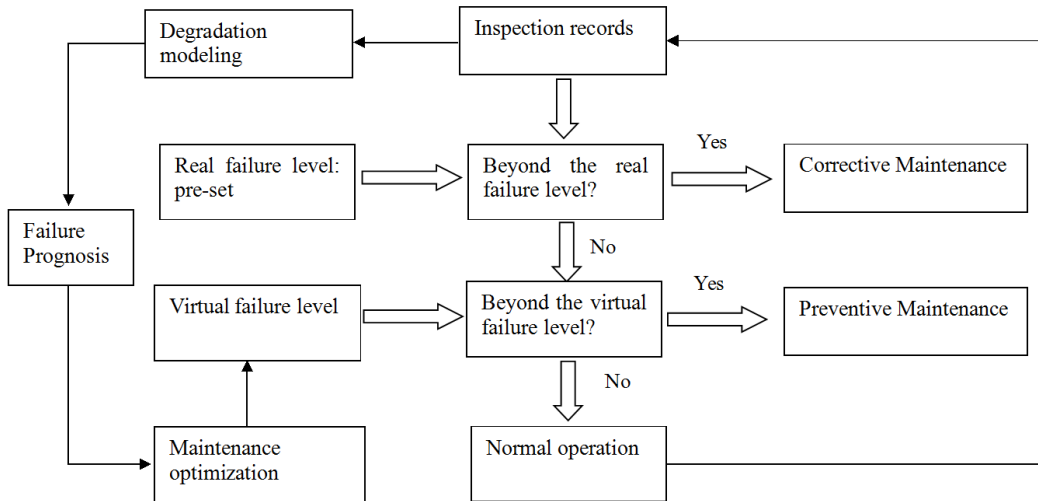 Degradation
modeling
Inspection records
Real failure level:
pre-set
Beyond the real
failure level?
Yes
Corrective Maintenance
Failure
Prognosis
No
Virtual failure level
Beyond the virtual
failure level?
Yes
Preventive Maintenance
No
Maintenance
optimization
Normal operation